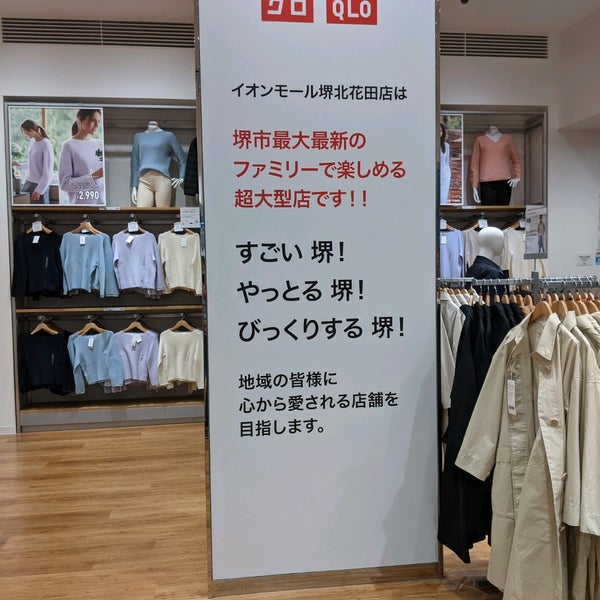 クロ
QLO
イオンモール堺北花田店は
堺市最大最新の
ファミリーで楽しめる
超大型店です!!
すごい 堺!
やっとる 堺!
びっくりする 堺!
地域の皆様に
心から愛される店舗を
目指します。
2,990